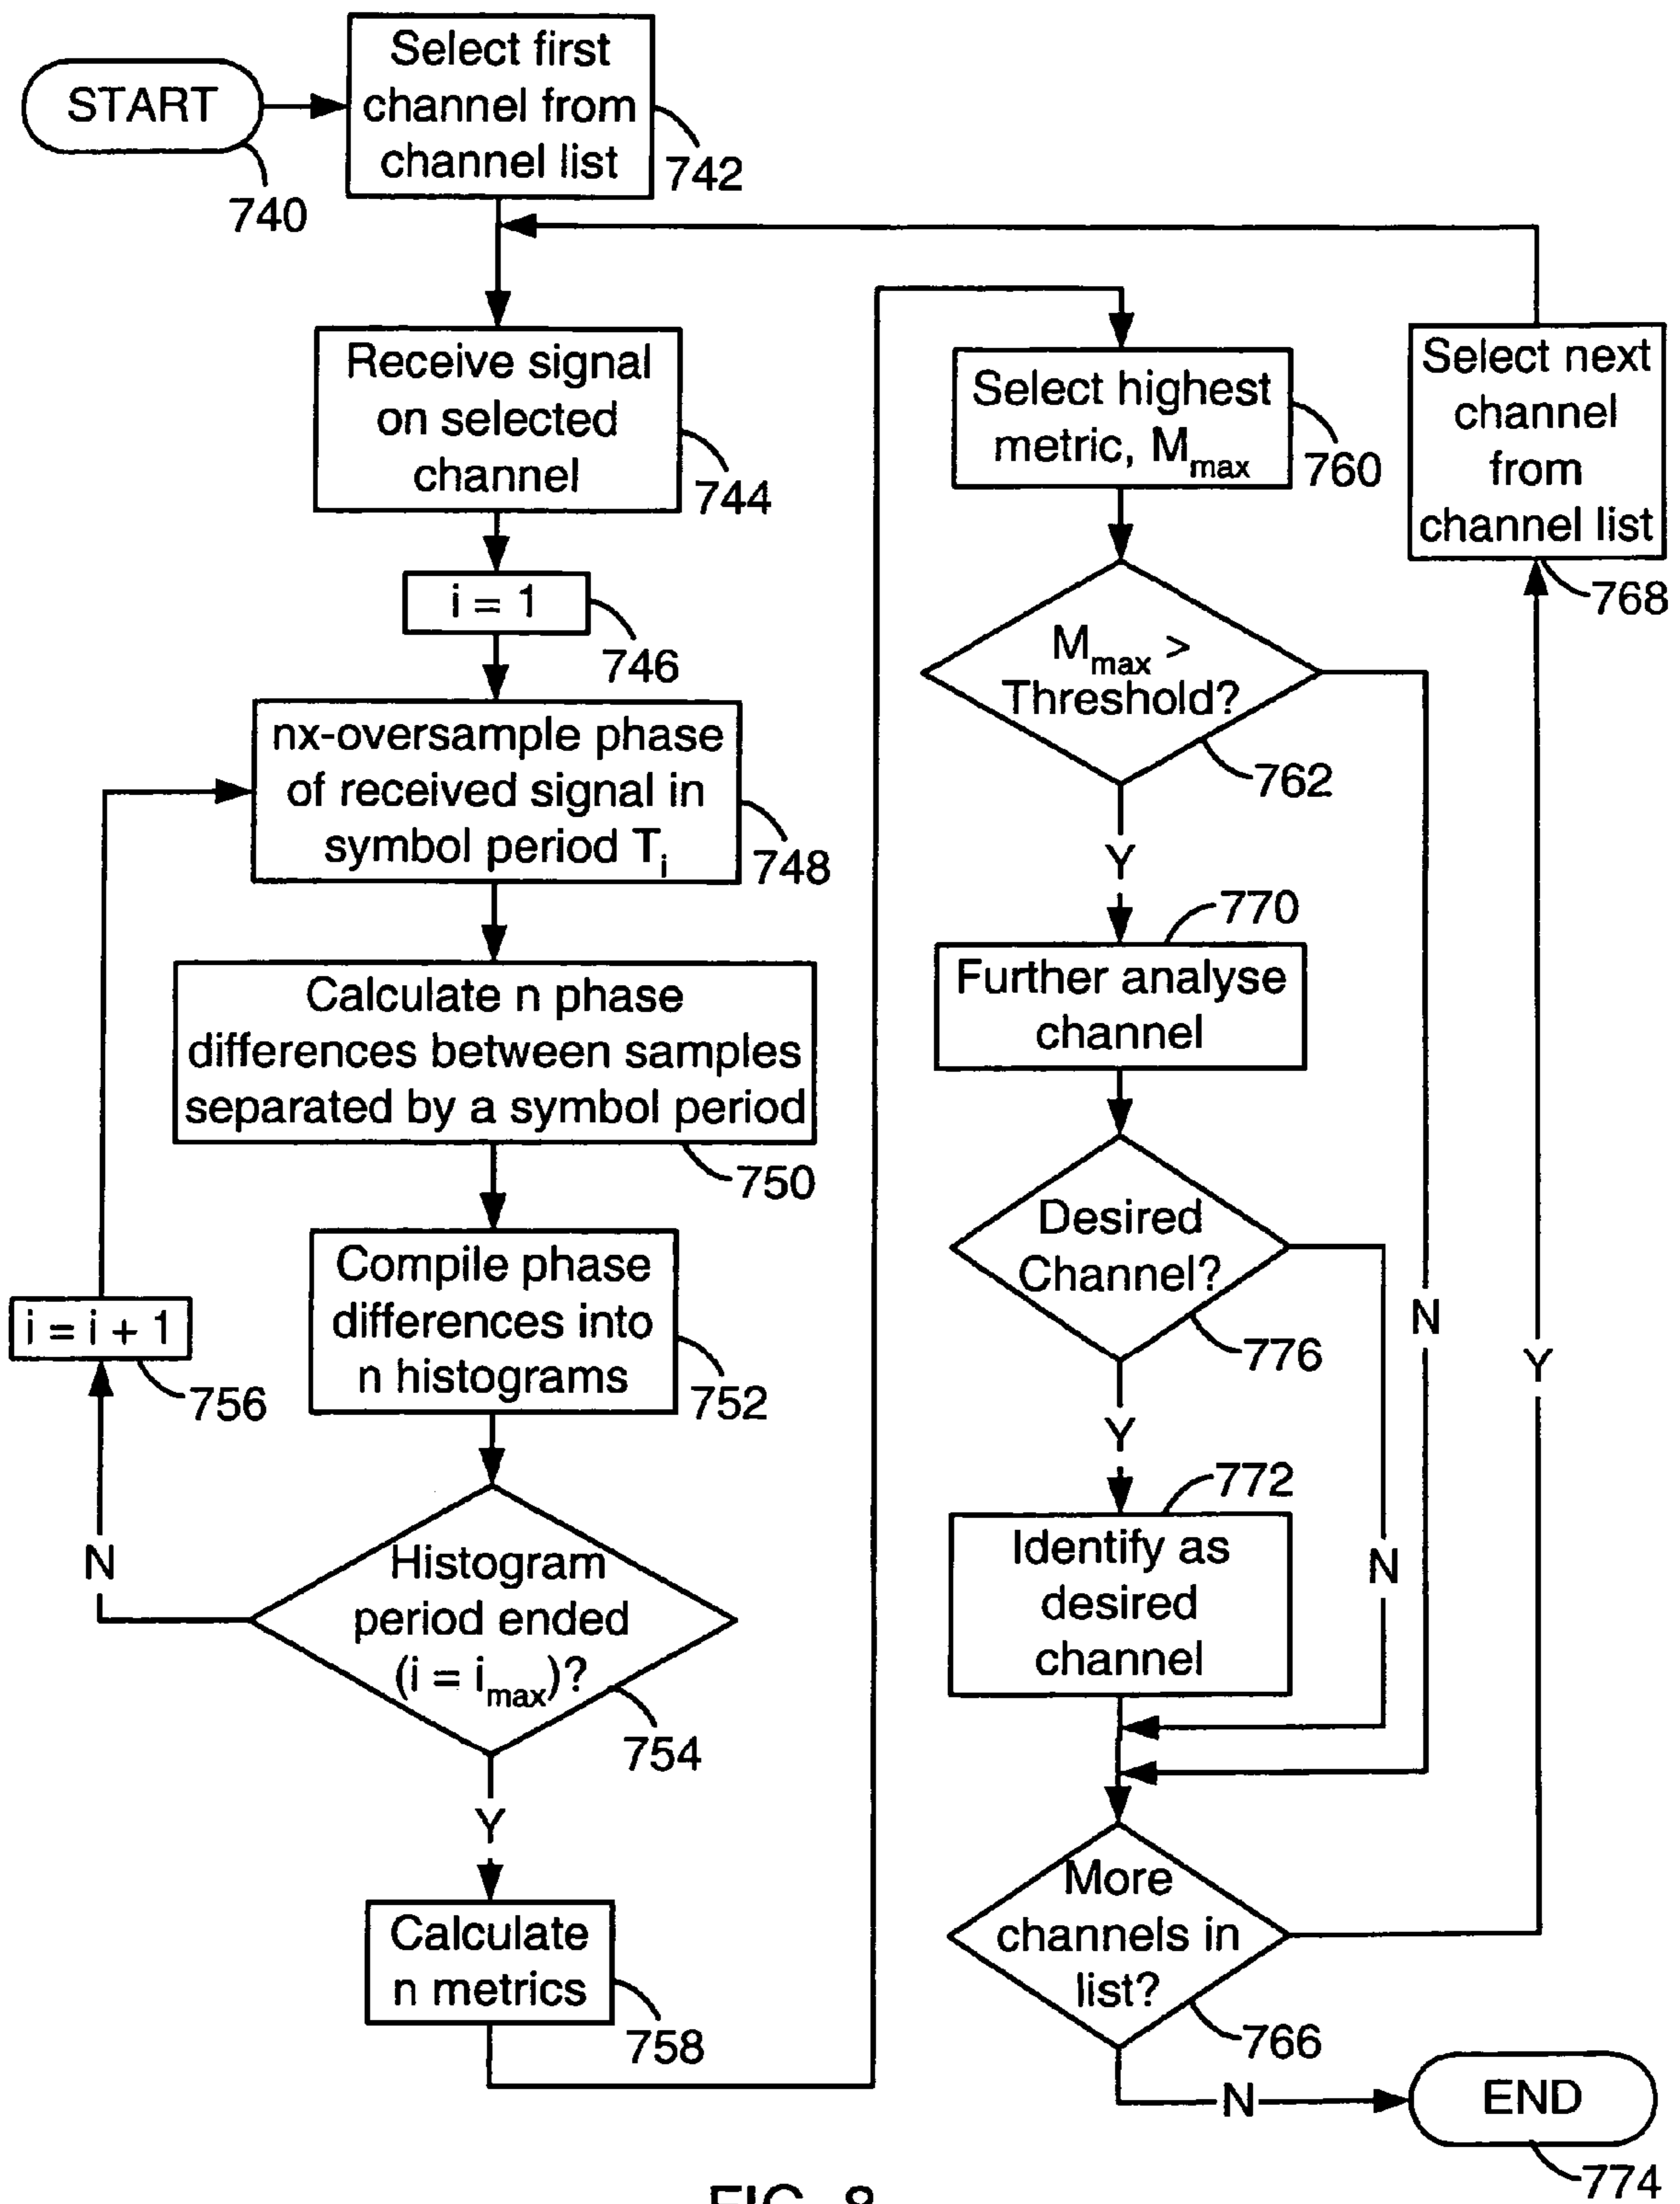 START
740
Select first
channel from
channel list
742
Receive signal
on selected
channel
744
i = 1
746
nx-oversample phase
of received signal in
symbol period Ti
748
Calculate n phase
differences between samples
separated by a symbol period
750
Compile phase
differences into
n histograms
752
i = i + 1
756
N
Histogram
period ended
(i = imax)?
754
Y
Calculate
n metrics
758
Select highest
metric, Mmax
760
Mmax >
Threshold?
762
Y
N
770
Further analyse
channel
Desired
Channel?
776
Y
N
772
Identify as
desired
channel
More
channels in
list?
766
Y
Select next
channel
from
channel list
768
N
END
774
FIG. 8